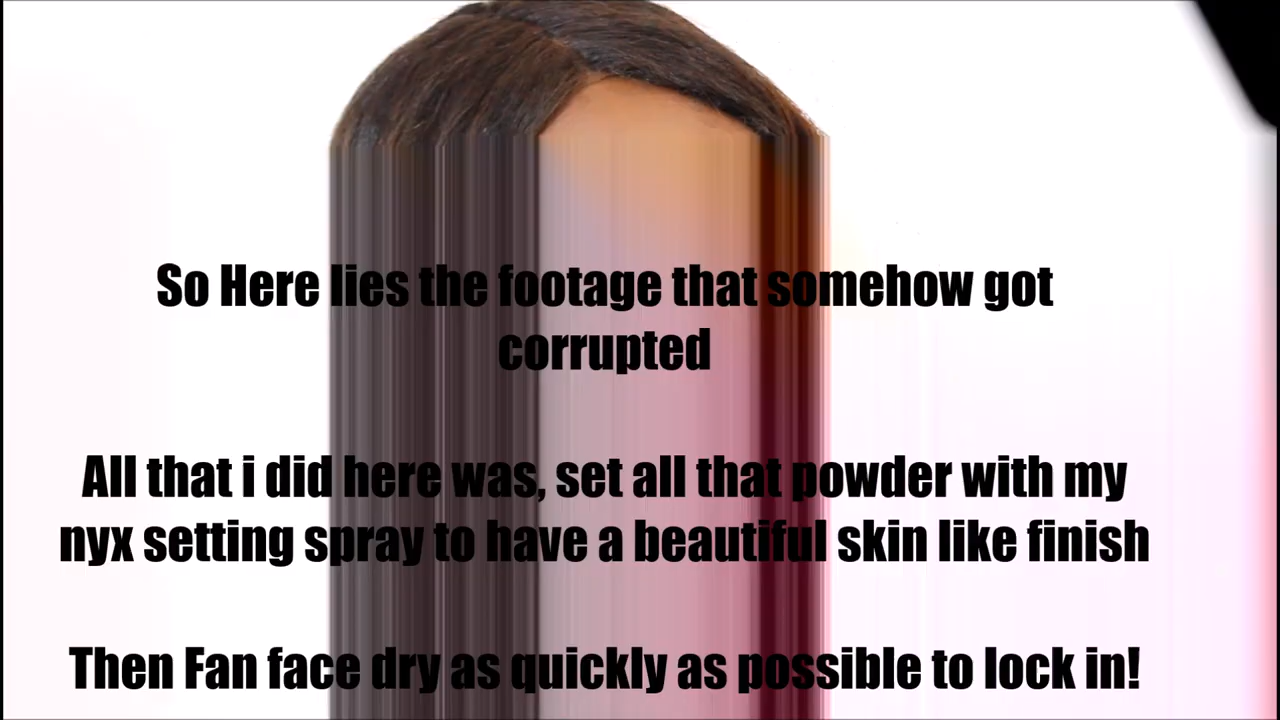 So Here lies the footage that somehow got
corrupted
All that i did here was, set all that powder with my
nyx setting spray to have a beautiful skin like finish
Then Fan face dry as quickly as possible to lock in!